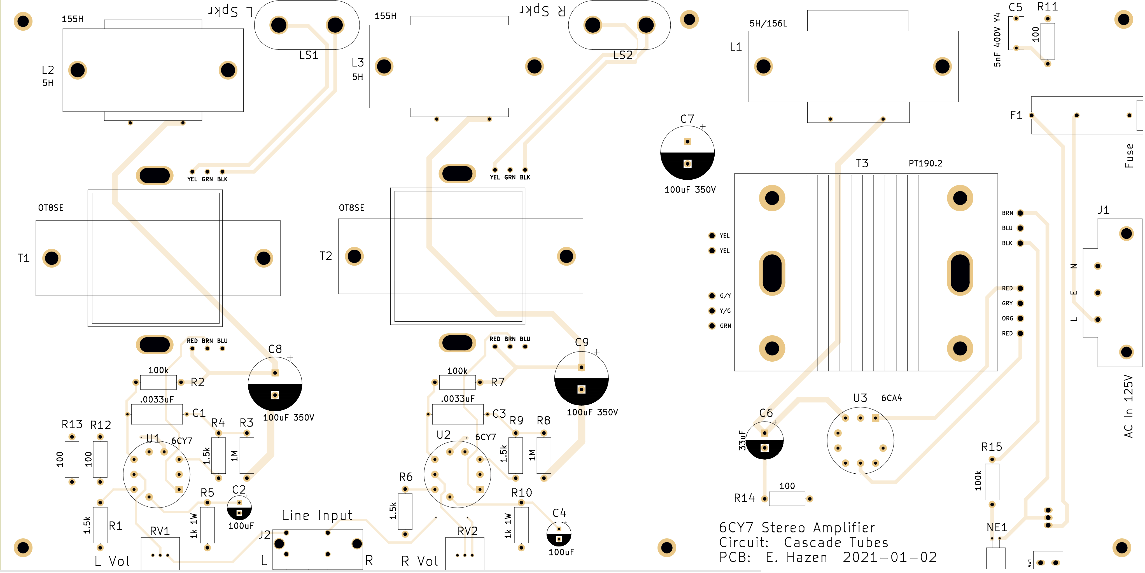 155H
L Spkr
155H
R Spkr
5H/156L
C5
R11
5nF 400V Y4
100
LS1
LS2
L1
L2
5H
L3
5H
F1
Fuse
C7
+
100uF 350V
YEL GRN BLK
YEL GRN BLK
T3
PT190.2
OT8SE
OT8SE
T1
T2
YEL
YEL
G/Y
Y/G
GRN
BRN
BLU
BLK
RED
GRY
ORG
RED
J1
N
E
L
AC In 125V
RED BRN BLU
RED BRN BLU
C8
C9
+
100k
R2
100k
R7
.0033uF
C1
.0033uF
C3
100uF 350V
100uF 350V
U3
6CA4
C6
33uF
R13
R12
100
100
U1
6CY7
R4
R3
1.5k
1M
U2
6CY7
R9
R8
1.5k
1M
R15
100k
R14
100
R6
1.5k
R5
1k 1W
C2
100uF
R10
1k 1W
C4
100uF
1.5k
R1
RV1
L Vol
Line Input
J2
L
R
RV2
R Vol
NE1
6CY7 Stereo Amplifier
Circuit: Cascade Tubes
PCB: E. Hazen 2021-01-02